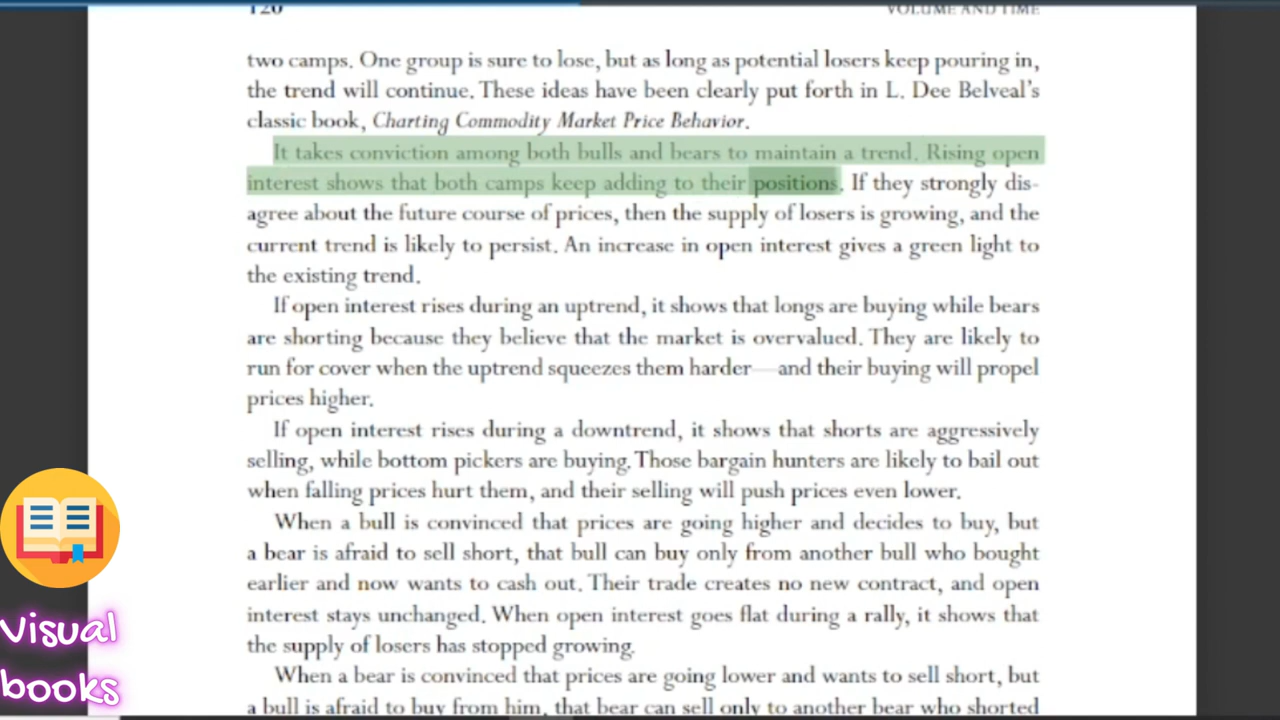 120
VOLUME AND TIME
two camps. One group is sure to lose, but as long as potential losers keep pouring in,
the trend will continue. These ideas have been clearly put forth in L. Dee Belveal's
classic book, Charting Commodity Market Price Behavior.
It takes conviction among both bulls and bears to maintain a trend. Rising open
interest shows that both camps keep adding to their positions. If they strongly dis-
agree about the future course of prices, then the supply of losers is growing, and the
current trend is likely to persist. An increase in open interest gives a green light to
the existing trend.
If open interest rises during an uptrend, it shows that longs are buying while bears
are shorting because they believe that the market is overvalued. They are likely to
run for cover when the uptrend squeezes them harder—and their buying will propel
prices higher.
If open interest rises during a downtrend, it shows that shorts are aggressively
selling, while bottom pickers are buying. Those bargain hunters are likely to bail out
when falling prices hurt them, and their selling will push prices even lower.
When a bull is convinced that prices are going higher and decides to buy, but
a bear is afraid to sell short, that bull can buy only from another bull who bought
earlier and now wants to cash out. Their trade creates no new contract, and open
interest stays unchanged. When open interest goes flat during a rally, it shows that
the supply of losers has stopped growing.
When a bear is convinced that prices are going lower and wants to sell short, but
a bull is afraid to buy from him, that bear can sell only to another bear who shorted
Visual
books